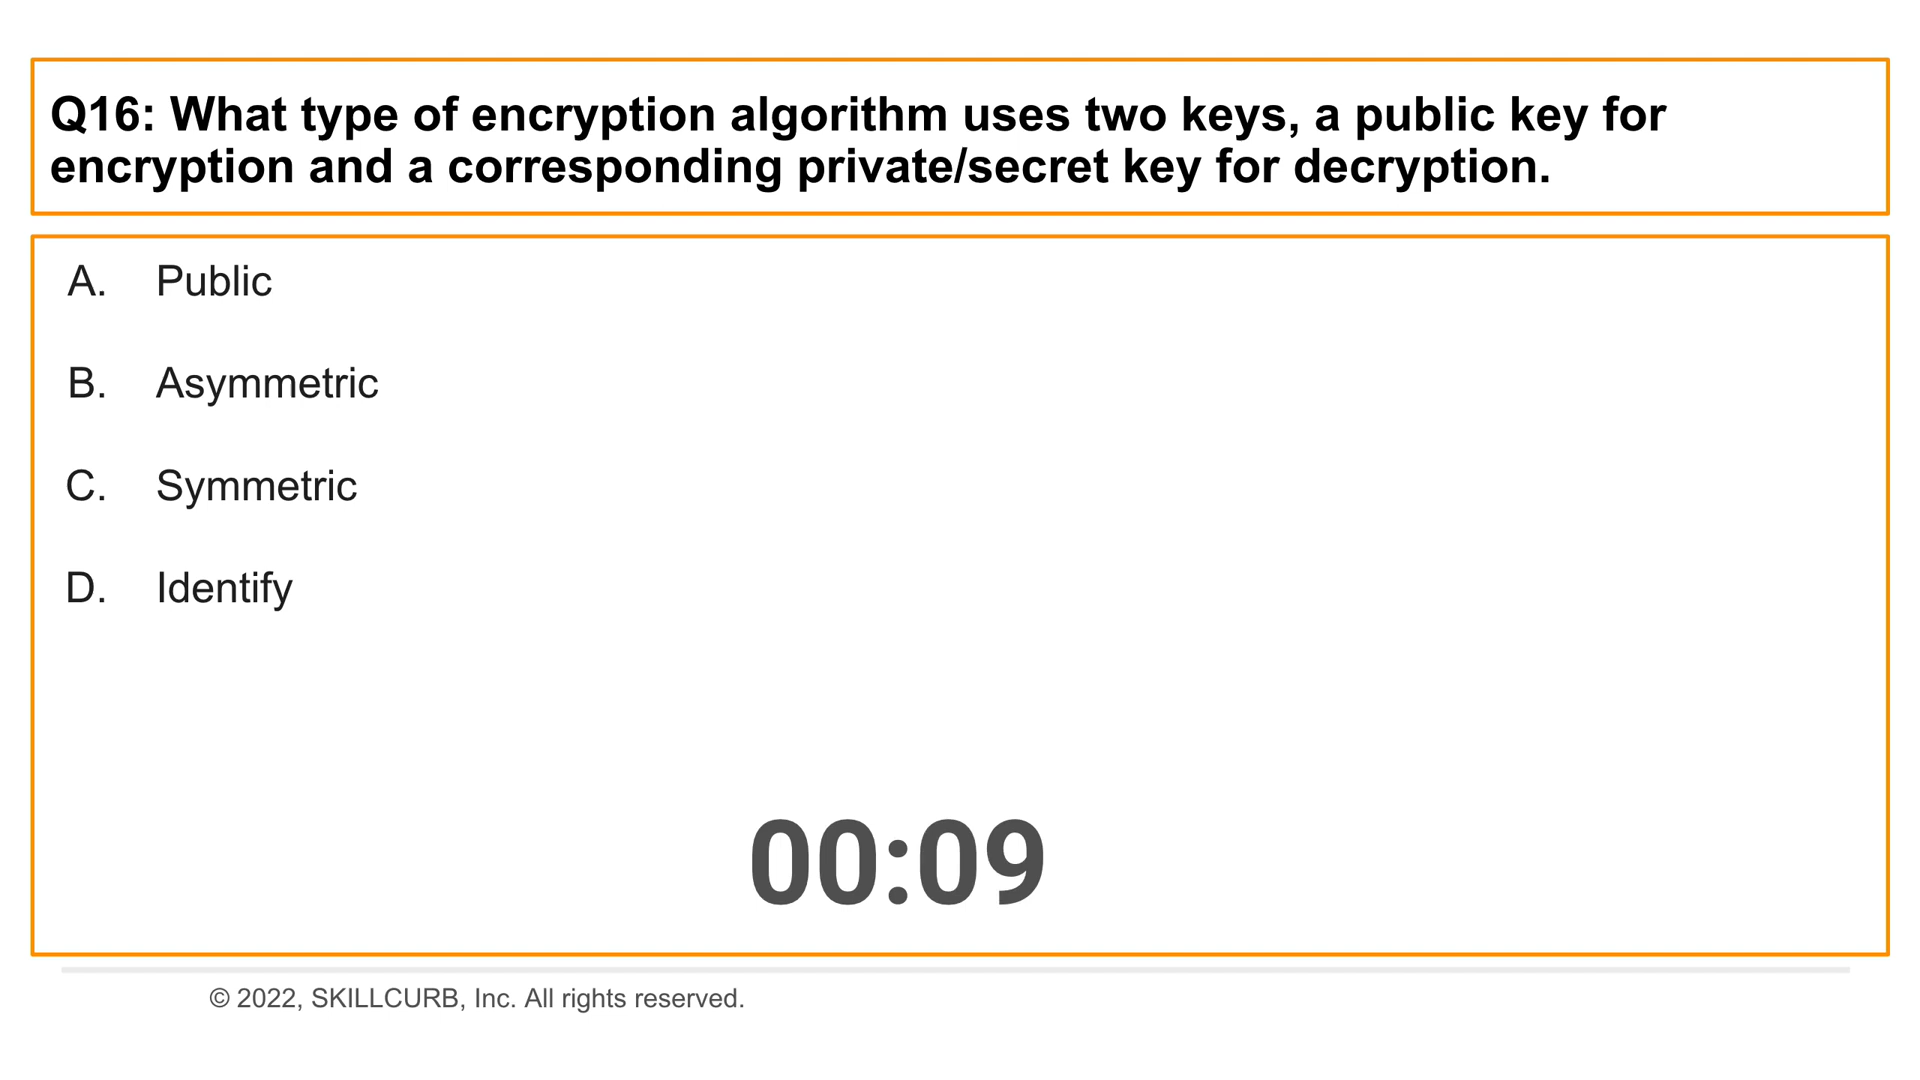 Q16: What type of encryption algorithm uses two keys, a public key for
encryption and a corresponding private/secret key for decryption.
A. Public
B. Asymmetric
C. Symmetric
D. Identify
00:09
© 2022, SKILLCURB, Inc. All rights reserved.